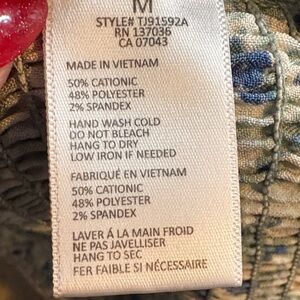 M
STYLE# TJ91592A
RN 137036
CA 07043
MADE IN VIETNAM
50% CATIONIC
48% POLYESTER
2% SPANDEX
HAND WASH COLD
DO NOT BLEACH
HANG TO DRY
LOW IRON IF NEEDED
FABRIQUÉ EN VIETNAM
50% CATIONIC
48% POLYESTER
2% SPANDEX
LAVER Á LA MAIN FROID
NE PAS JAVELLISER
HANG TO SEC
FER FAIBLE SI NÉCESSAIRE